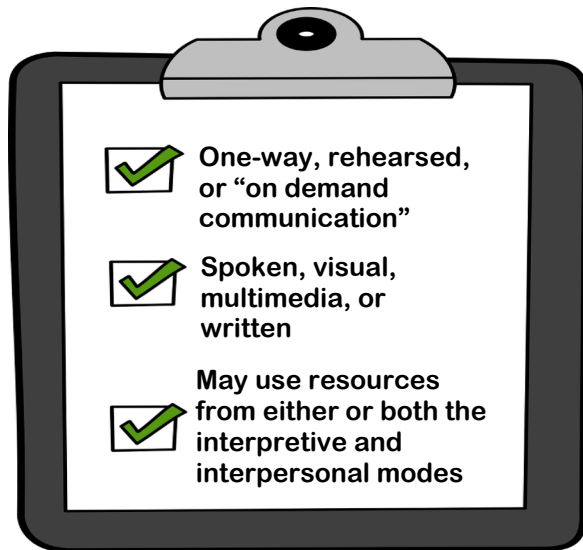 One-way, rehearsed,
or “on demand
communication”
Spoken, visual,
multimedia, or
written
May use resources
from either or both the
interpretive and
interpersonal modes